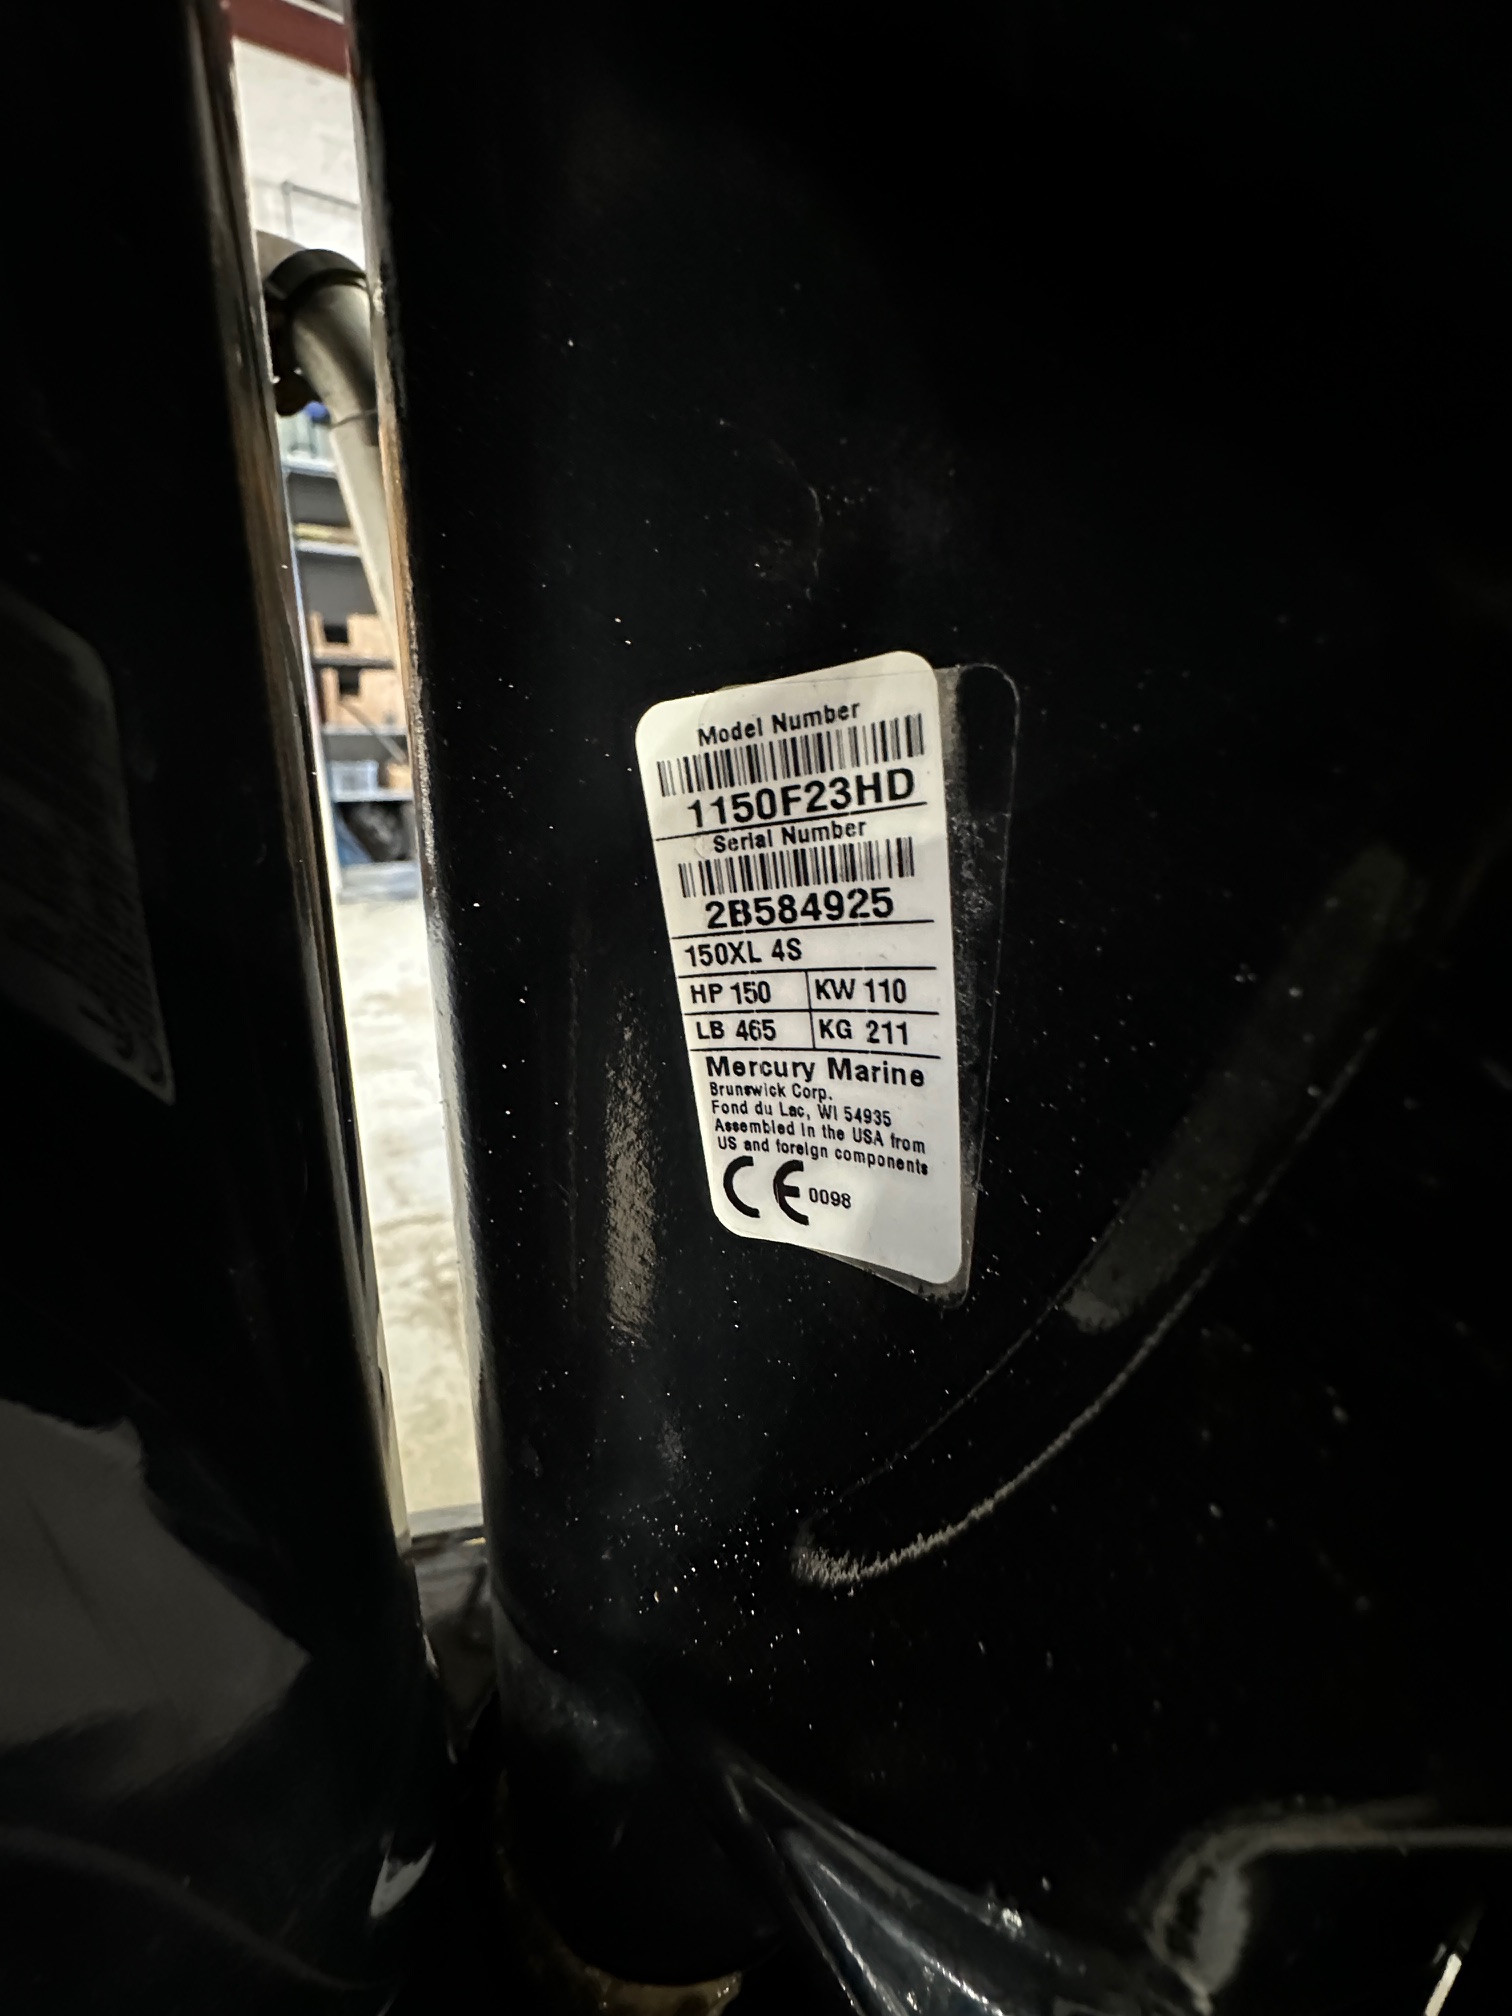 Model Number
1150F23HD
Serial Number
2B584925
150XL 4S
HP 150 KW 110
LB 465 KG 211
Mercury Marine
Brunswick Corp.
Fond du Lac, WI 54935
Assembled in the USA from
US and foreign components
CE 0098